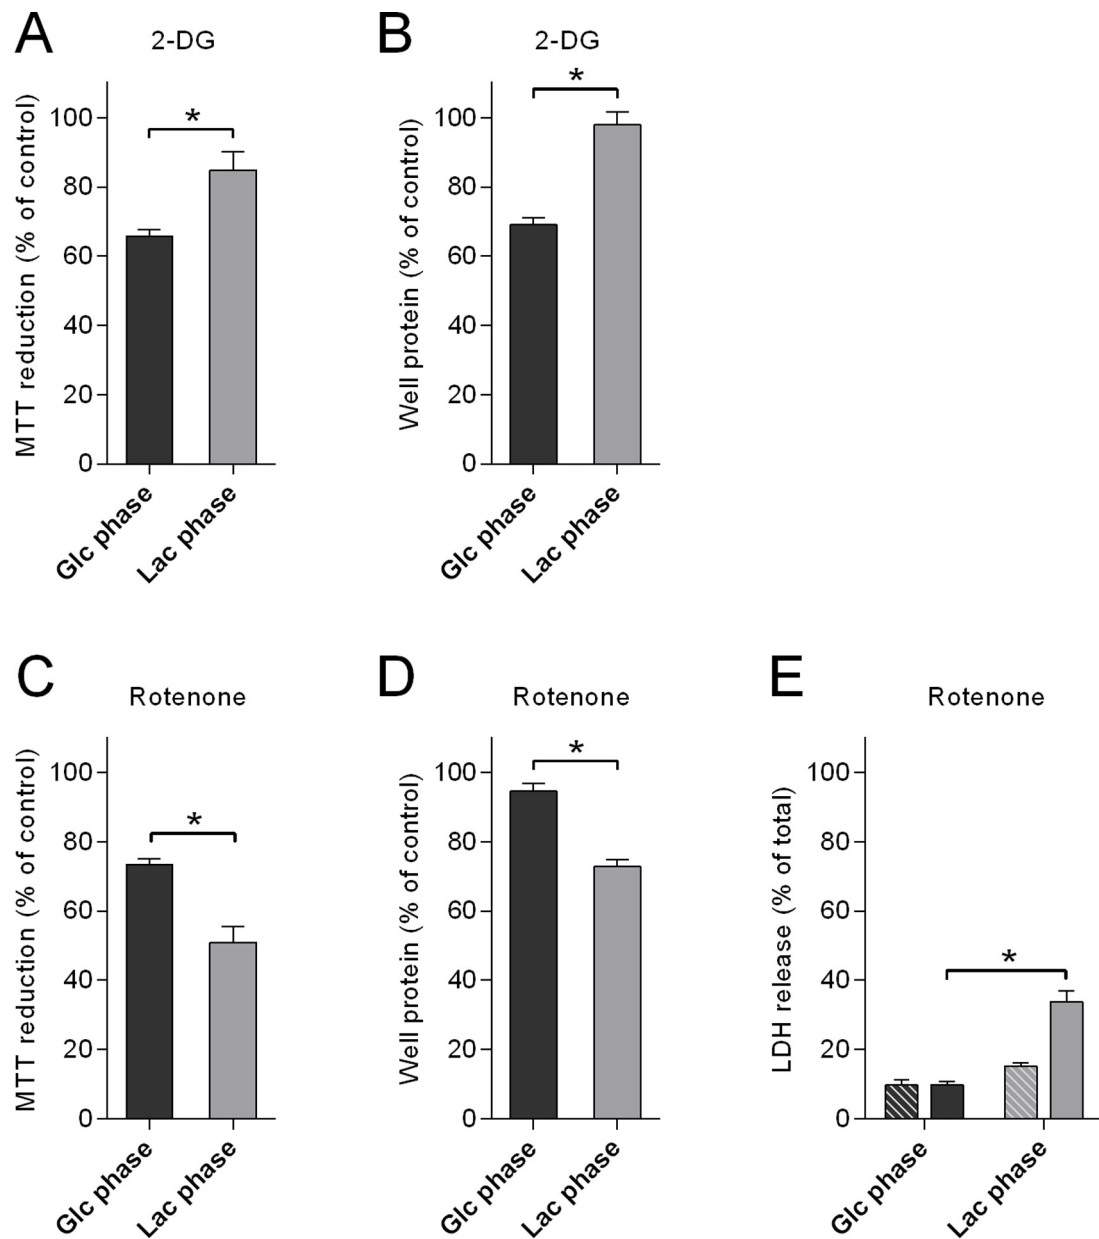 A
2-DG
MTT reduction (% of control)
100
80
60
40
20
0
*
Glc phase
Lac phase
B
2-DG
Well protein (% of control)
100
80
60
40
20
0
*
Glc phase
Lac phase
C
Rotenone
MTT reduction (% of control)
100
80
60
40
20
0
*
Glc phase
Lac phase
D
Rotenone
Well protein (% of control)
100
80
60
40
20
0
*
Glc phase
Lac phase
E
Rotenone
LDH release (% of total)
100
80
60
40
20
0
*
Glc phase
Lac phase